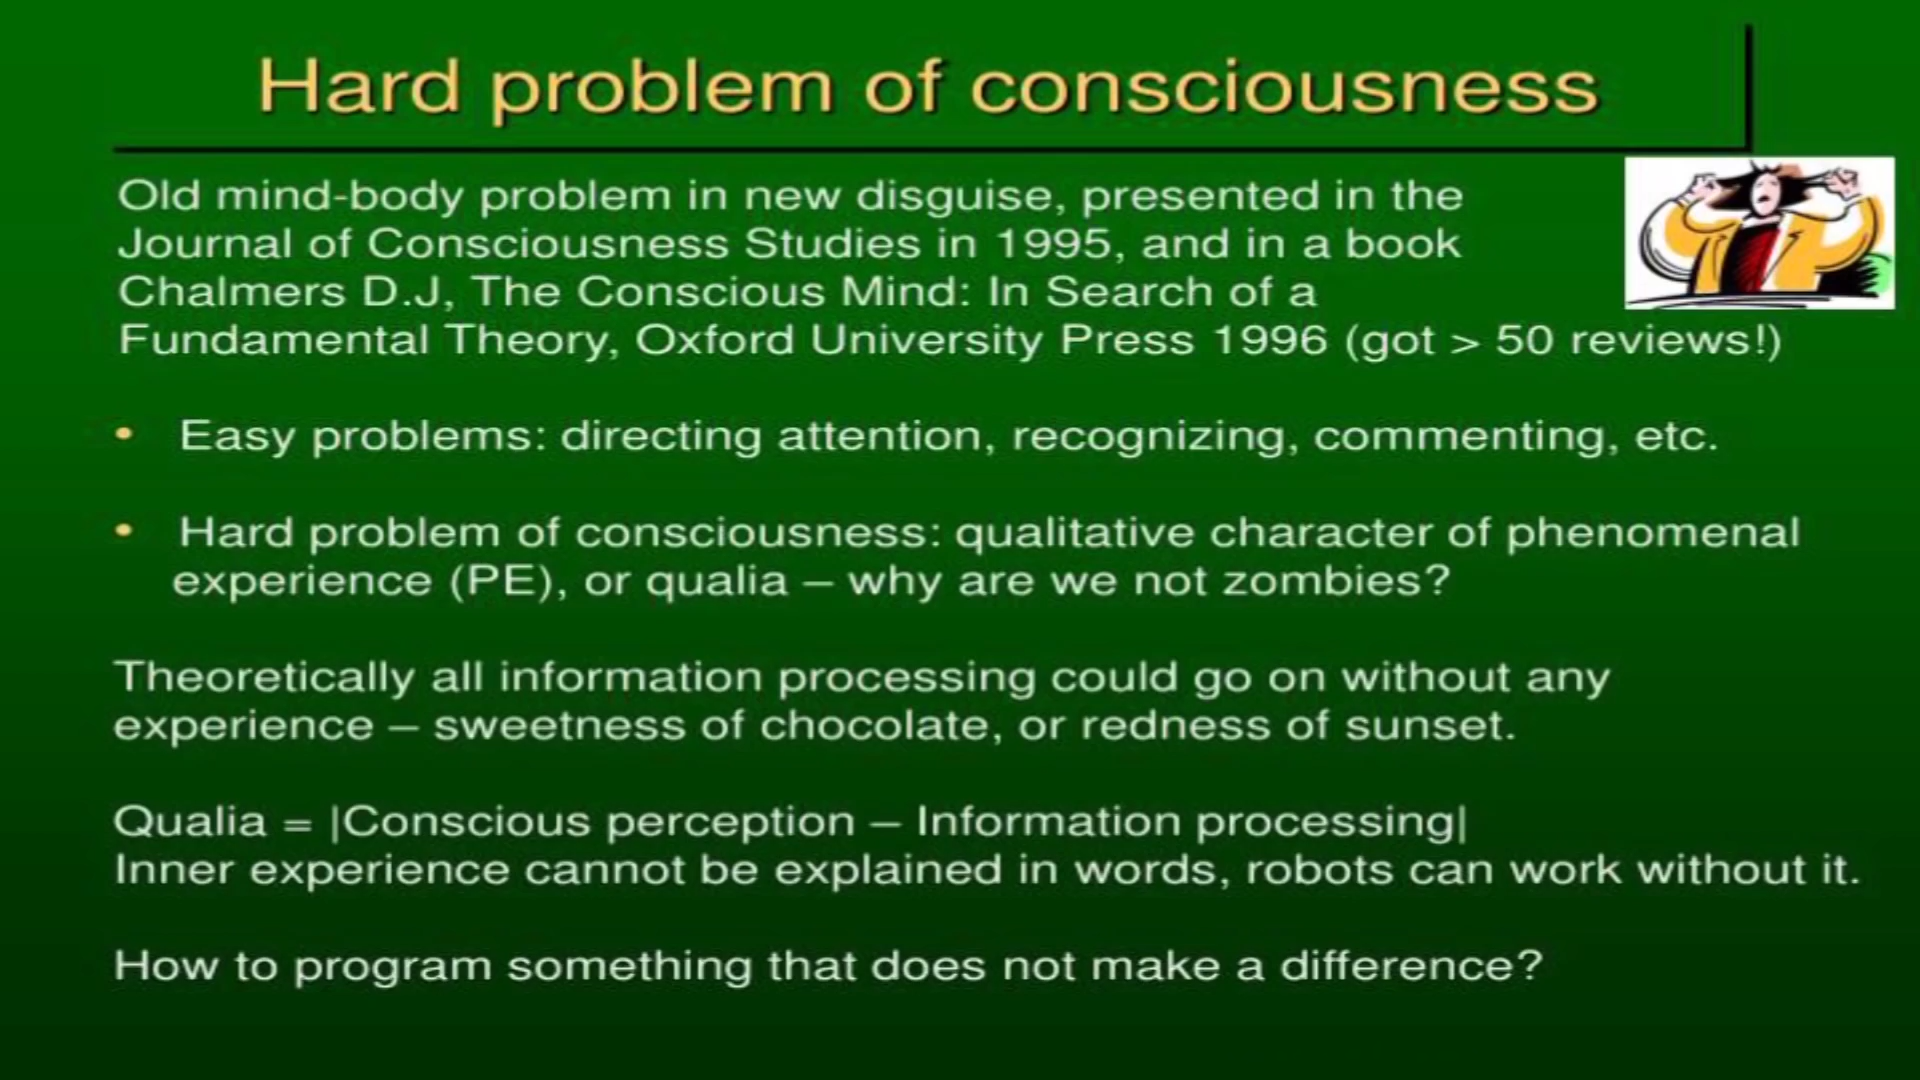 Hard problem of consciousness
Old mind-body problem in new disguise, presented in the
Journal of Consciousness Studies in 1995, and in a book
Chalmers D.J, The Conscious Mind: In Search of a
Fundamental Theory, Oxford University Press 1996 (got > 50 reviews!)
• Easy problems: directing attention, recognizing, commenting, etc.
• Hard problem of consciousness: qualitative character of phenomenal
experience (PE), or qualia – why are we not zombies?
Theoretically all information processing could go on without any
experience – sweetness of chocolate, or redness of sunset.
Qualia = |Conscious perception – Information processing|
Inner experience cannot be explained in words, robots can work without it.
How to program something that does not make a difference?